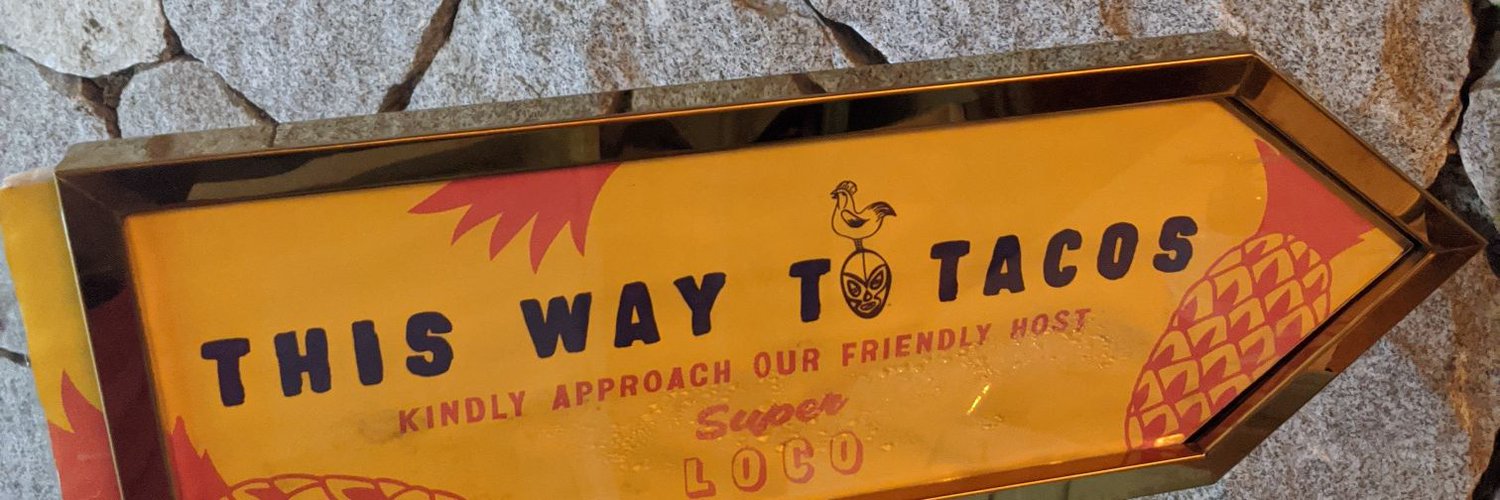 THIS WAY TO TACOS
KINDLY APPROACH OUR FRIENDLY HOST
Super
LOCO